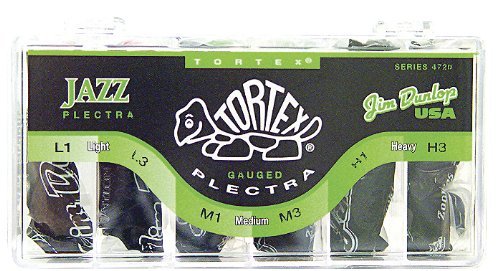 TORTEX®
SERIES 472n
JAZZ
PLECTRA
TORTEX®
GAUGED
PLECTRA
Jim Dunlop
USA
L1 Light L3
M1 Medium M3
H1 Heavy H3